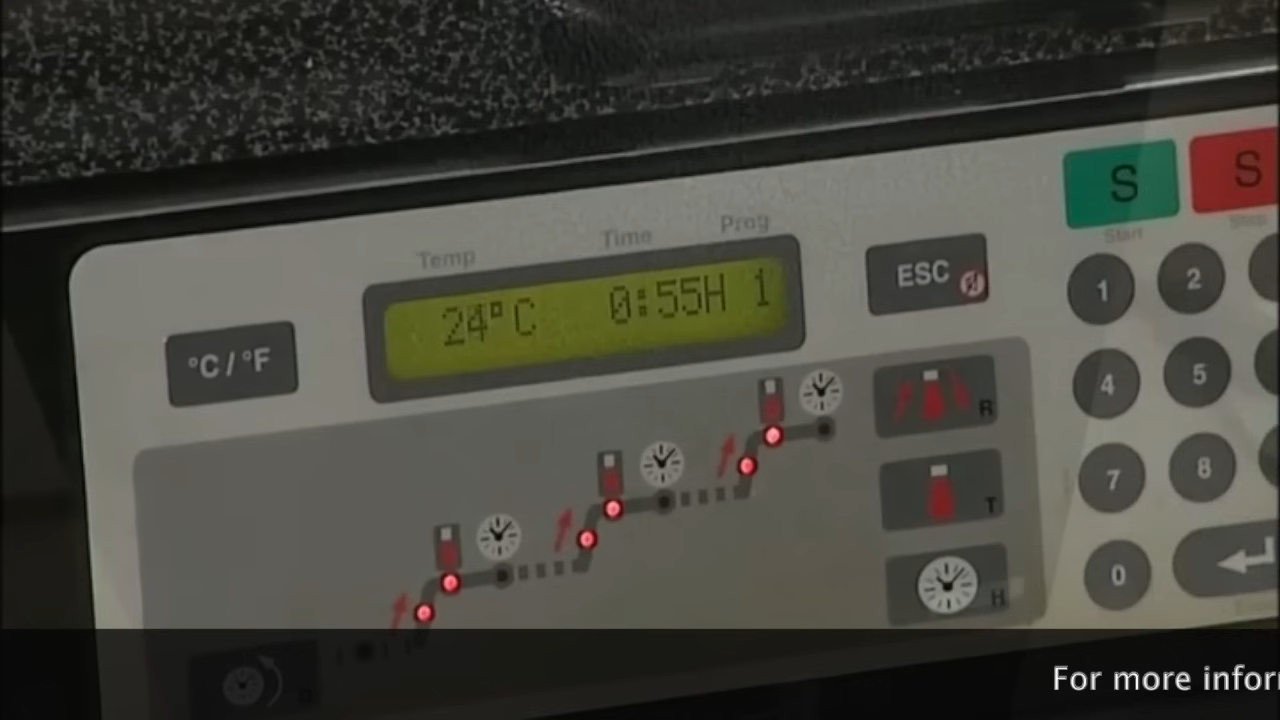 Temp Time Prog
24°C 0:55H 1
°C / °F
ESC
S S
Start Stop
1 2
4 5
7 8
0
R
T
H
For more infor